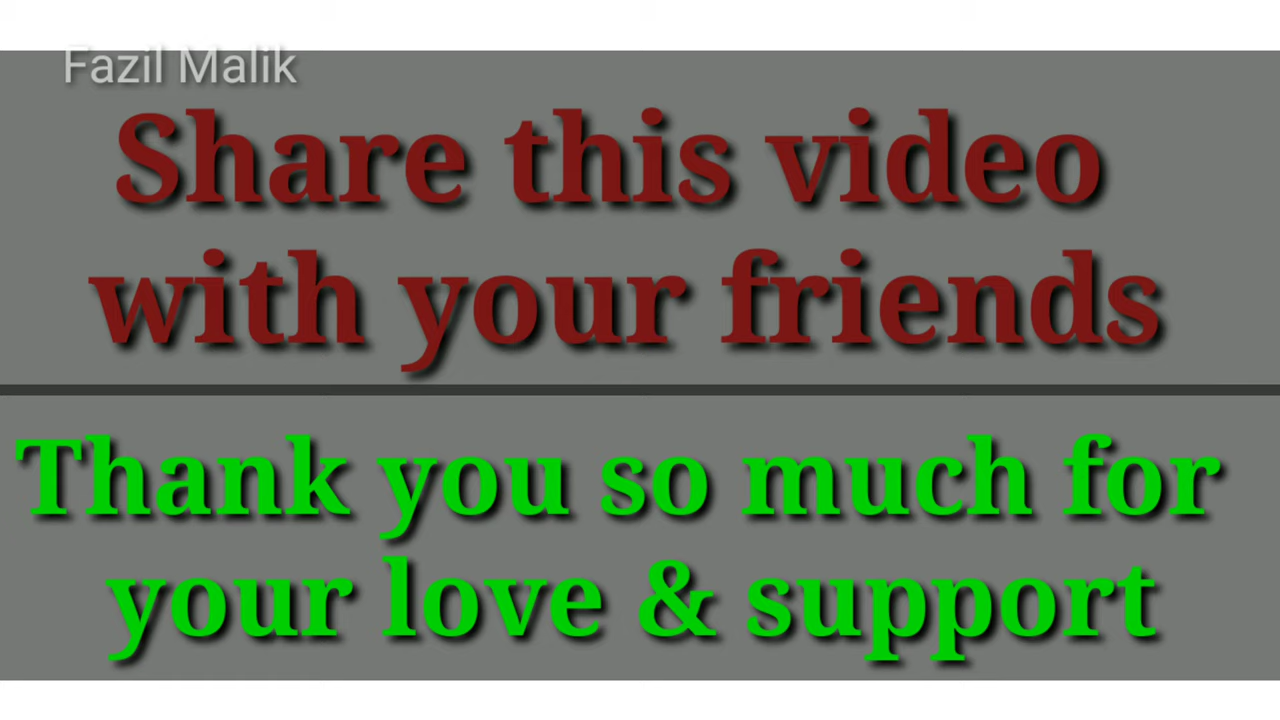 Fazil Malik
Share this video
with your friends
Thank you so much for
your love & support